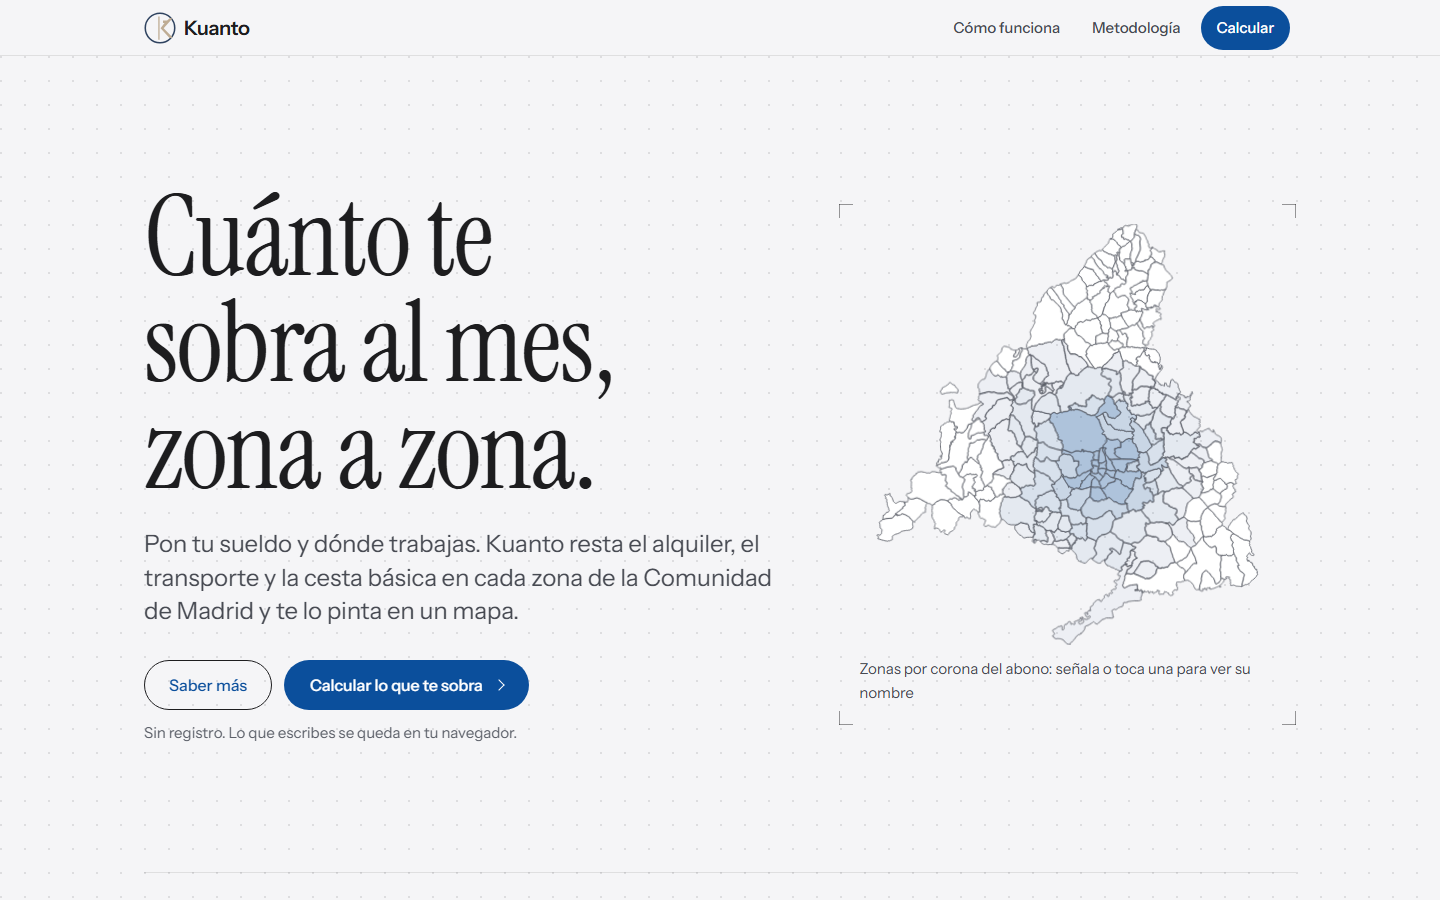 Kuanto
Cómo funciona
Metodología
Calcular
Cuánto te
sobra al mes,
zona a zona.
Pon tu sueldo y dónde trabajas. Kuanto resta el alquiler, el
transporte y la cesta básica en cada zona de la Comunidad
de Madrid y te lo pinta en un mapa.
Saber más
Calcular lo que te sobra
Sin registro. Lo que escribes se queda en tu navegador.
Zonas por corona del abono: señala o toca una para ver su
nombre